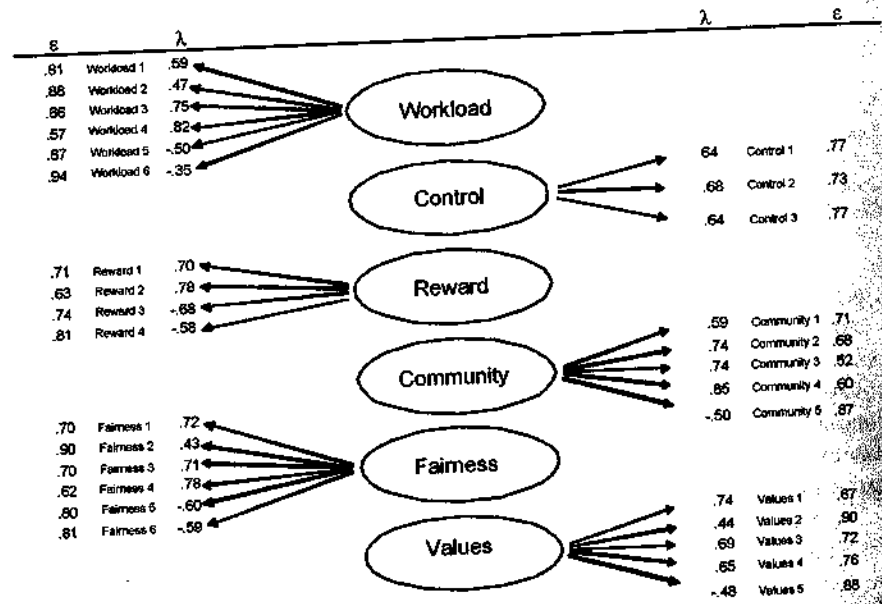 ε λ λ ε
.81 Workload 1 .59
.88 Workload 2 .47
.66 Workload 3 .75
.57 Workload 4 .82
.87 Workload 5 -.50
.94 Workload 6 -.35
Workload
.64 Control 1 .77
.68 Control 2 .73
.64 Control 3 .77
Control
.71 Reward 1 .70
.63 Reward 2 .78
.74 Reward 3 -.68
.81 Reward 4 -.58
Reward
.59 Community 1 .71
.74 Community 2 .68
.74 Community 3 .52
.85 Community 4 .60
-.50 Community 5 .87
Community
.70 Fairness 1 .72
.90 Fairness 2 .43
.70 Fairness 3 .71
.62 Fairness 4 .78
.80 Fairness 5 -.60
.81 Fairness 6 -.59
Fairness
.74 Values 1 .67
.44 Values 2 .90
.69 Values 3 .72
.65 Values 4 .76
-.48 Values 5 .88
Values